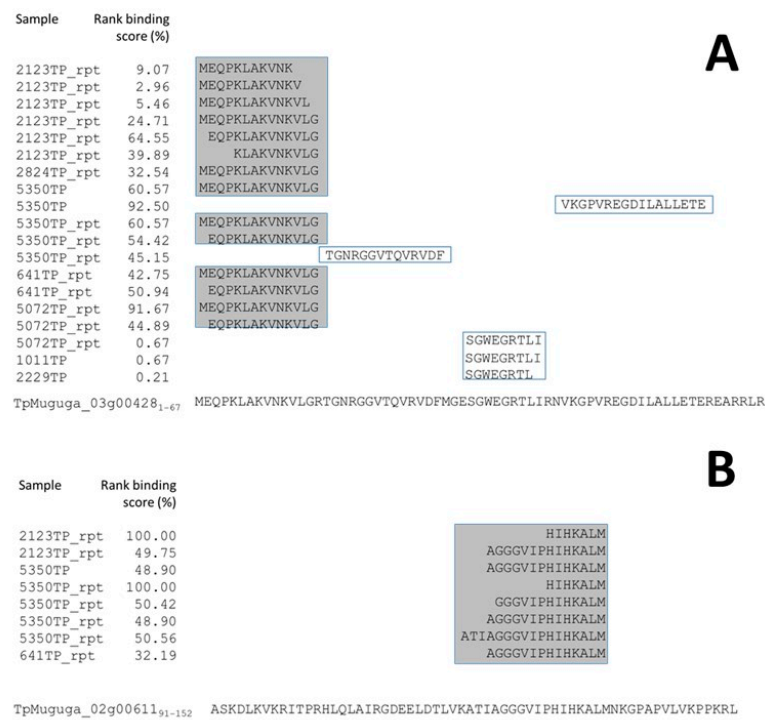 Sample Rank binding score (%)
A
2123TP_rpt 9.07 MEQPKLAKVNK
2123TP_rpt 2.96 MEQPKLAKVNKV
2123TP_rpt 5.46 MEQPKLAKVNKVL
2123TP_rpt 24.71 MEQPKLAKVNKVLG
2123TP_rpt 64.55 EQPKLAKVNKVLG
2123TP_rpt 39.89 KLAKVNKVLG
2824TP_rpt 32.54 MEQPKLAKVNKVLG
5350TP 60.57 MEQPKLAKVNKVLG
5350TP 92.50 VKGPVREGDILALLETE
5350TP_rpt 60.57 MEQPKLAKVNKVLG
5350TP_rpt 54.42 EQPKLAKVNKVLG
5350TP_rpt 45.15 TGNRGGVTQVRVDF
641TP_rpt 42.75 MEQPKLAKVNKVLG
641TP_rpt 50.94 EQPKLAKVNKVLG
5072TP_rpt 91.67 MEQPKLAKVNKVLG
5072TP_rpt 44.89 EQPKLAKVNKVLG
5072TP_rpt 0.67 SGWEGRTLI
1011TP 0.67 SGWEGRTLI
2229TP 0.21 SGWEGRTL
TpMuguga_03g00428₁₋₆₇ MEQPKLAKVNKVLGRTGNRGGVTQVRVDFMGESGWEGRTLIRNVKGPVREGDILALLETEREARRLR
B
Sample Rank binding score (%)
2123TP_rpt 100.00 HIHKALM
2123TP_rpt 49.75 AGGGVIPHIHKALM
5350TP 48.90 AGGGVIPHIHKALM
5350TP_rpt 100.00 HIHKALM
5350TP_rpt 50.42 GGGVIPHIHKALM
5350TP_rpt 48.90 AGGGVIPHIHKALM
5350TP_rpt 50.56 ATIAGGGVIPHIHKALM
641TP_rpt 32.19 AGGGVIPHIHKALM
TpMuguga_02g00611₉₁₋₁₅₂ ASKDLKVKRITPRHLQLAIRGDEELDTLVKATIAGGGVIPHIHKALMNKGPAPVLVKPPKRL